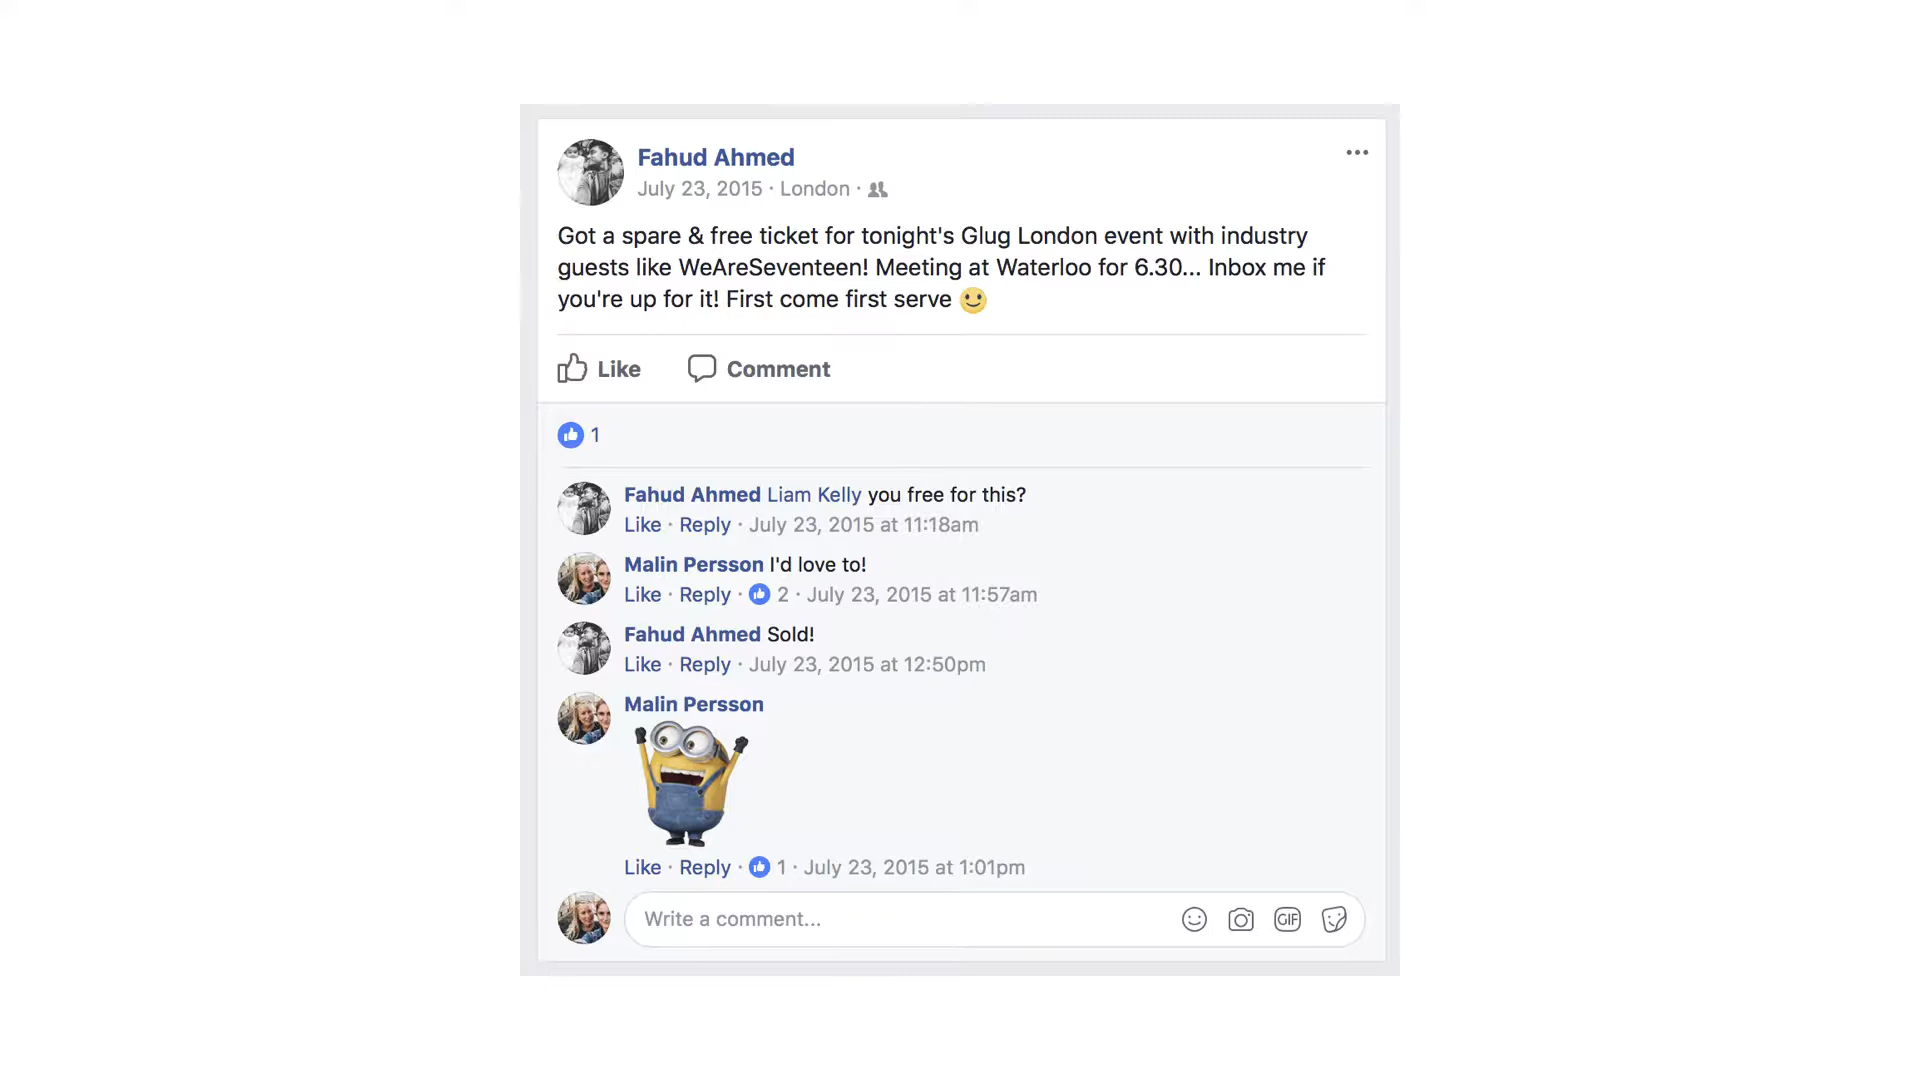 Fahud Ahmed
July 23, 2015 · London ·
Got a spare & free ticket for tonight's Glug London event with industry
guests like WeAreSeventeen! Meeting at Waterloo for 6.30... Inbox me if
you're up for it! First come first serve 🙂
Like Comment
1
Fahud Ahmed Liam Kelly you free for this?
Like · Reply · July 23, 2015 at 11:18am
Malin Persson I'd love to!
Like · Reply · 2 · July 23, 2015 at 11:57am
Fahud Ahmed Sold!
Like · Reply · July 23, 2015 at 12:50pm
Malin Persson
Like · Reply · 1 · July 23, 2015 at 1:01pm
Write a comment... GIF